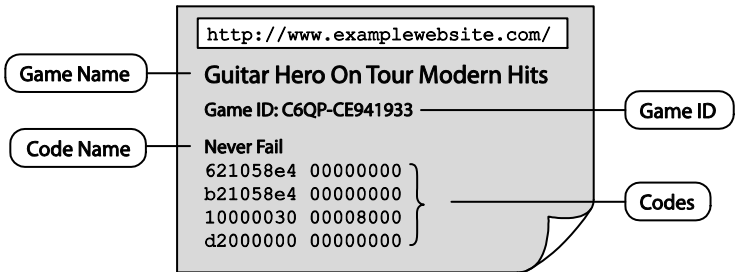 http://www.examplewebsite.com/
Game Name
Guitar Hero On Tour Modern Hits
Game ID: C6QP-CE941933
Game ID
Code Name
Never Fail
621058e4 00000000
b21058e4 00000000
10000030 00008000
d2000000 00000000
Codes